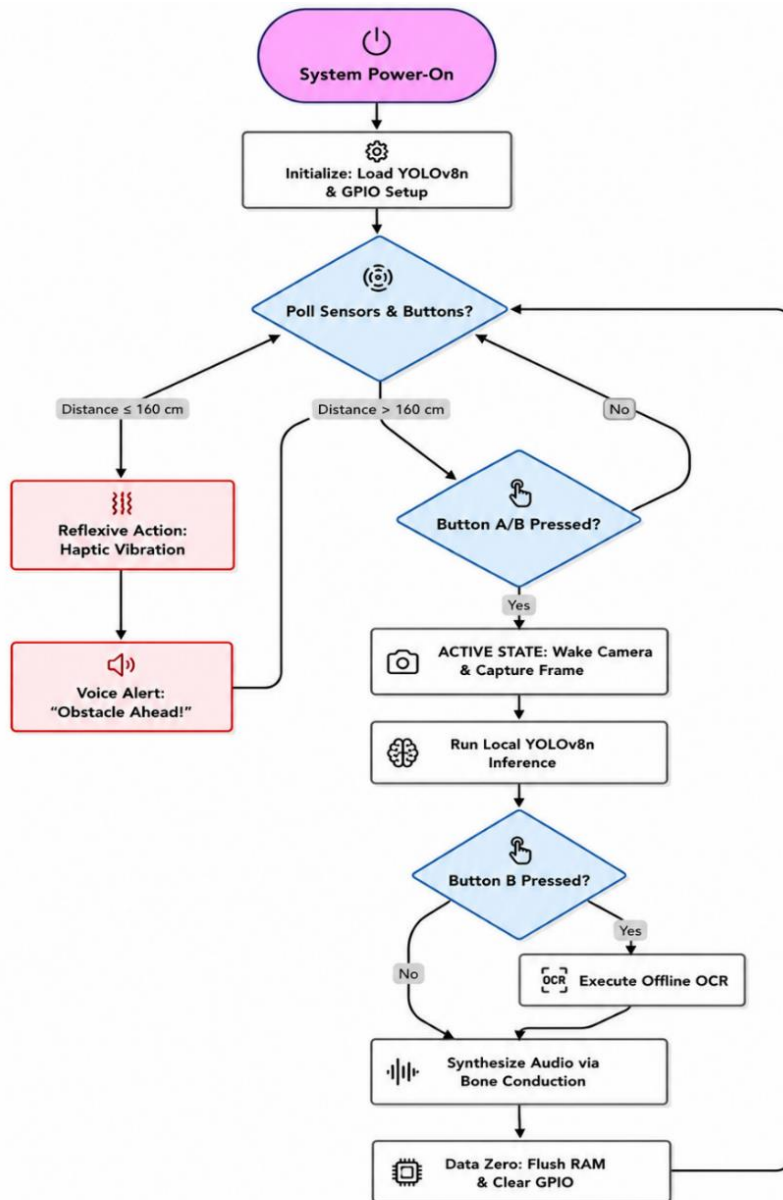 System Power-On
Initialize: Load YOLOv8n
& GPIO Setup
Poll Sensors & Buttons?
Distance ≤ 160 cm
Distance > 160 cm
No
Reflexive Action:
Haptic Vibration
Button A/B Pressed?
Yes
Voice Alert:
“Obstacle Ahead!”
ACTIVE STATE: Wake Camera
& Capture Frame
Run Local YOLOv8n
Inference
Button B Pressed?
Yes
No
OCR
Execute Offline OCR
Synthesize Audio via
Bone Conduction
Data Zero: Flush RAM
& Clear GPIO